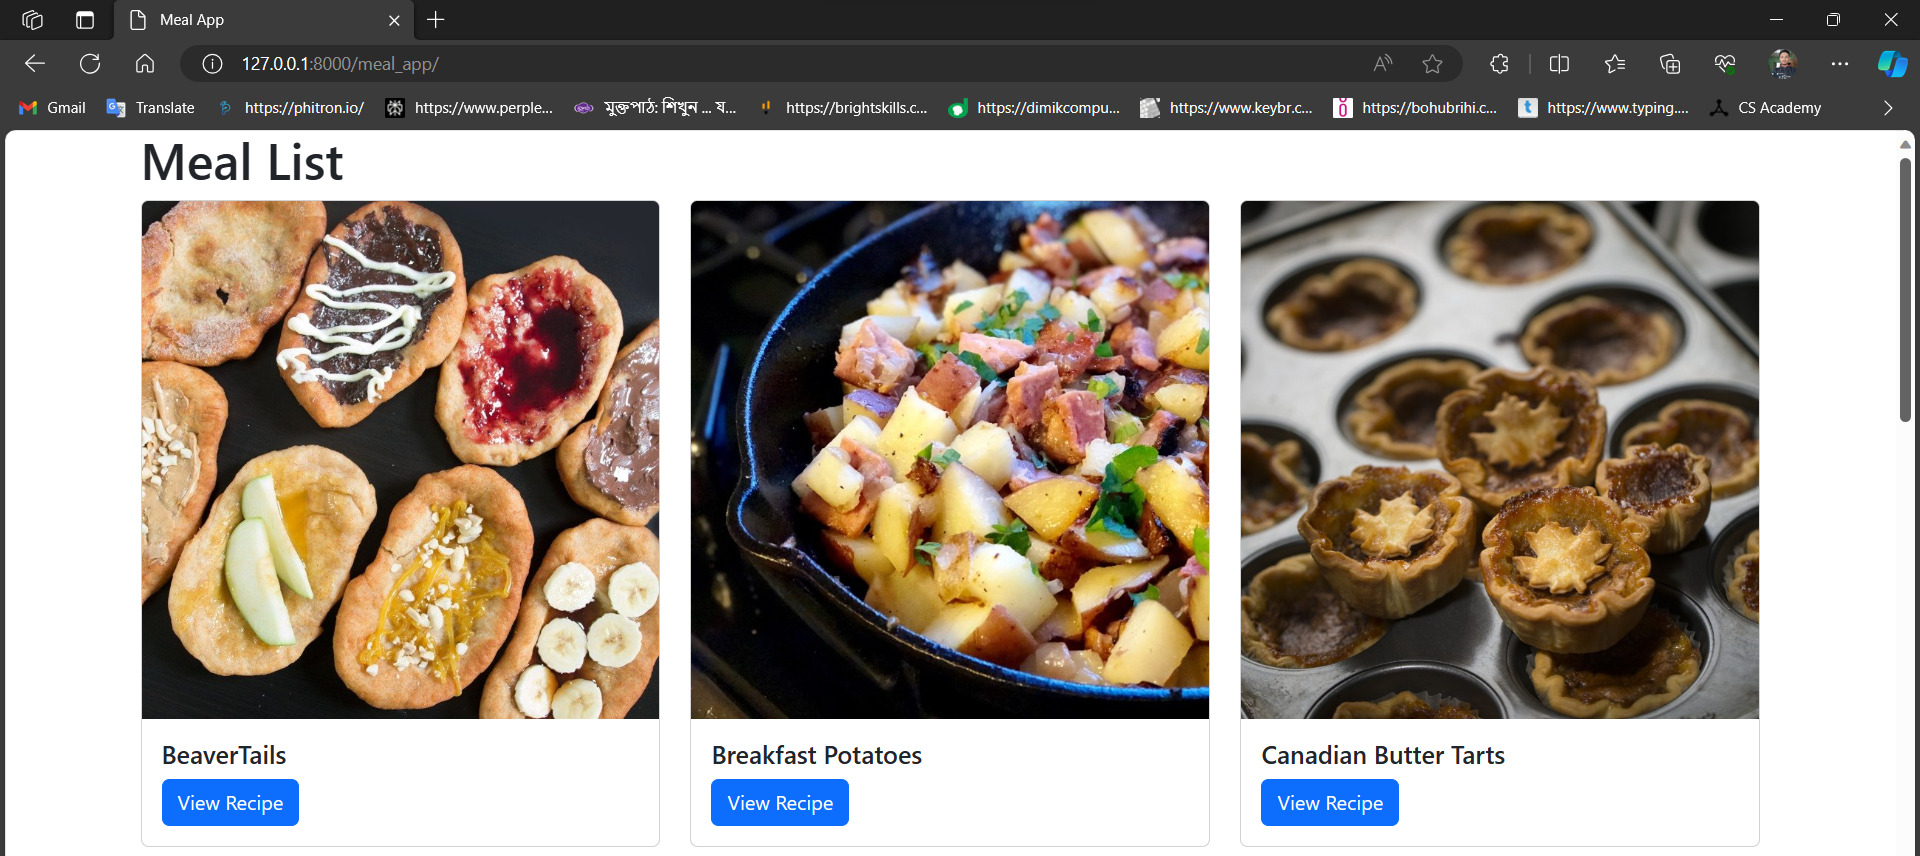 Meal App
127.0.0.1:8000/meal_app/
Gmail
Translate
https://phitron.io/
https://www.perple...
মুক্তপাঠ: শিখুন ... য...
https://brightskills.c...
https://dimikcompu...
https://www.keybr.c...
https://bohubrihi.c...
https://www.typing....
CS Academy
Meal List
BeaverTails
Breakfast Potatoes
Canadian Butter Tarts
View Recipe
View Recipe
View Recipe